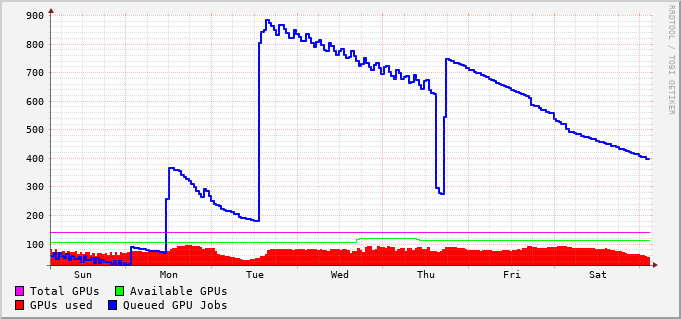 RRDTOOL / TOBI OETIKER
900
800
700
600
500
400
300
200
100
Sun Mon Tue Wed Thu Fri Sat
Total GPUs Available GPUs
GPUs used Queued GPU Jobs